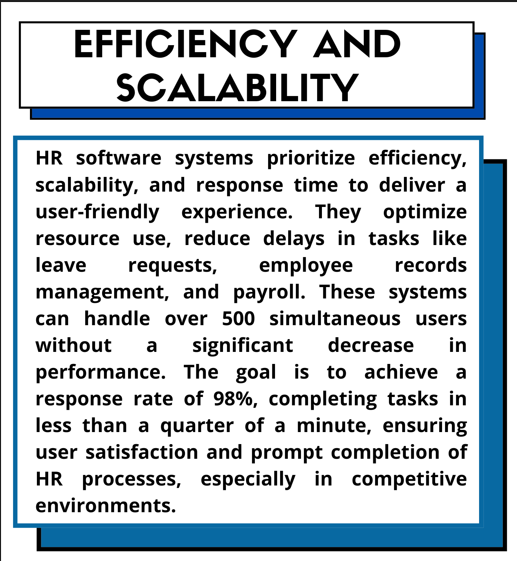 EFFICIENCY AND
SCALABILITY
HR software systems prioritize efficiency,
scalability, and response time to deliver a
user-friendly experience. They optimize
resource use, reduce delays in tasks like
leave requests, employee records
management, and payroll. These systems
can handle over 500 simultaneous users
without a significant decrease in
performance. The goal is to achieve a
response rate of 98%, completing tasks in
less than a quarter of a minute, ensuring
user satisfaction and prompt completion of
HR processes, especially in competitive
environments.